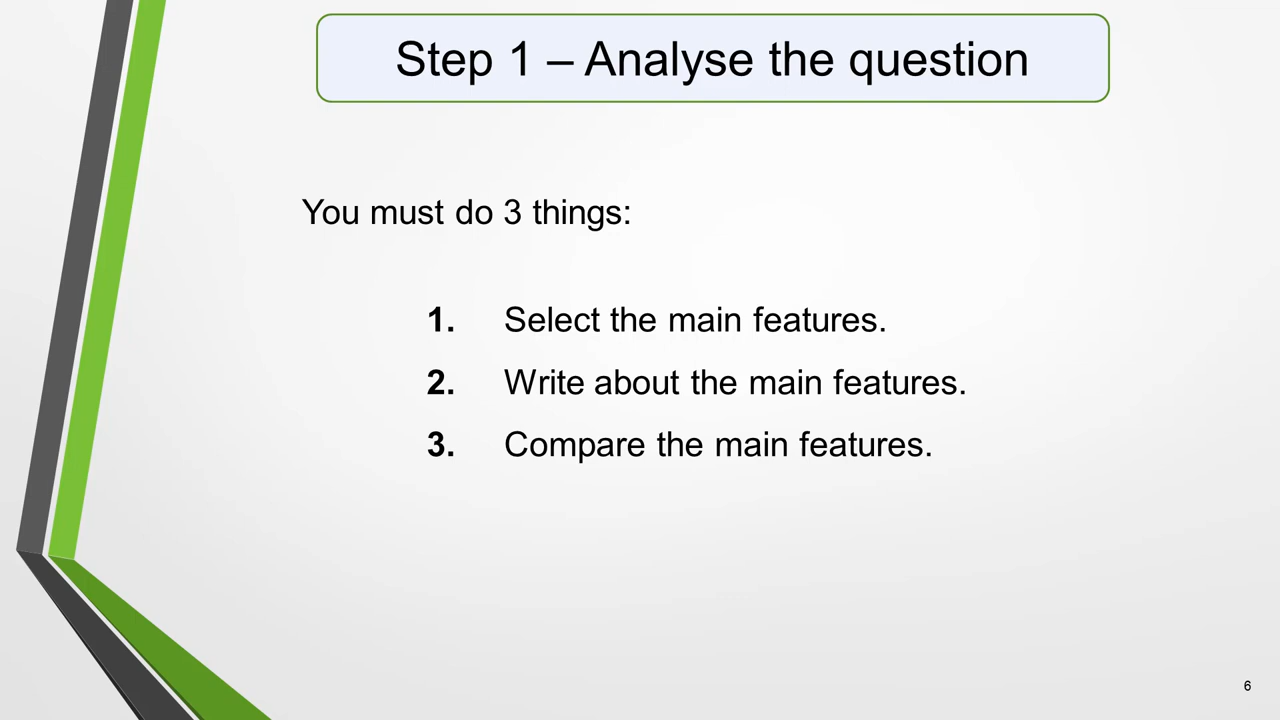 Step 1 – Analyse the question
You must do 3 things:
1. Select the main features.
2. Write about the main features.
3. Compare the main features.
6